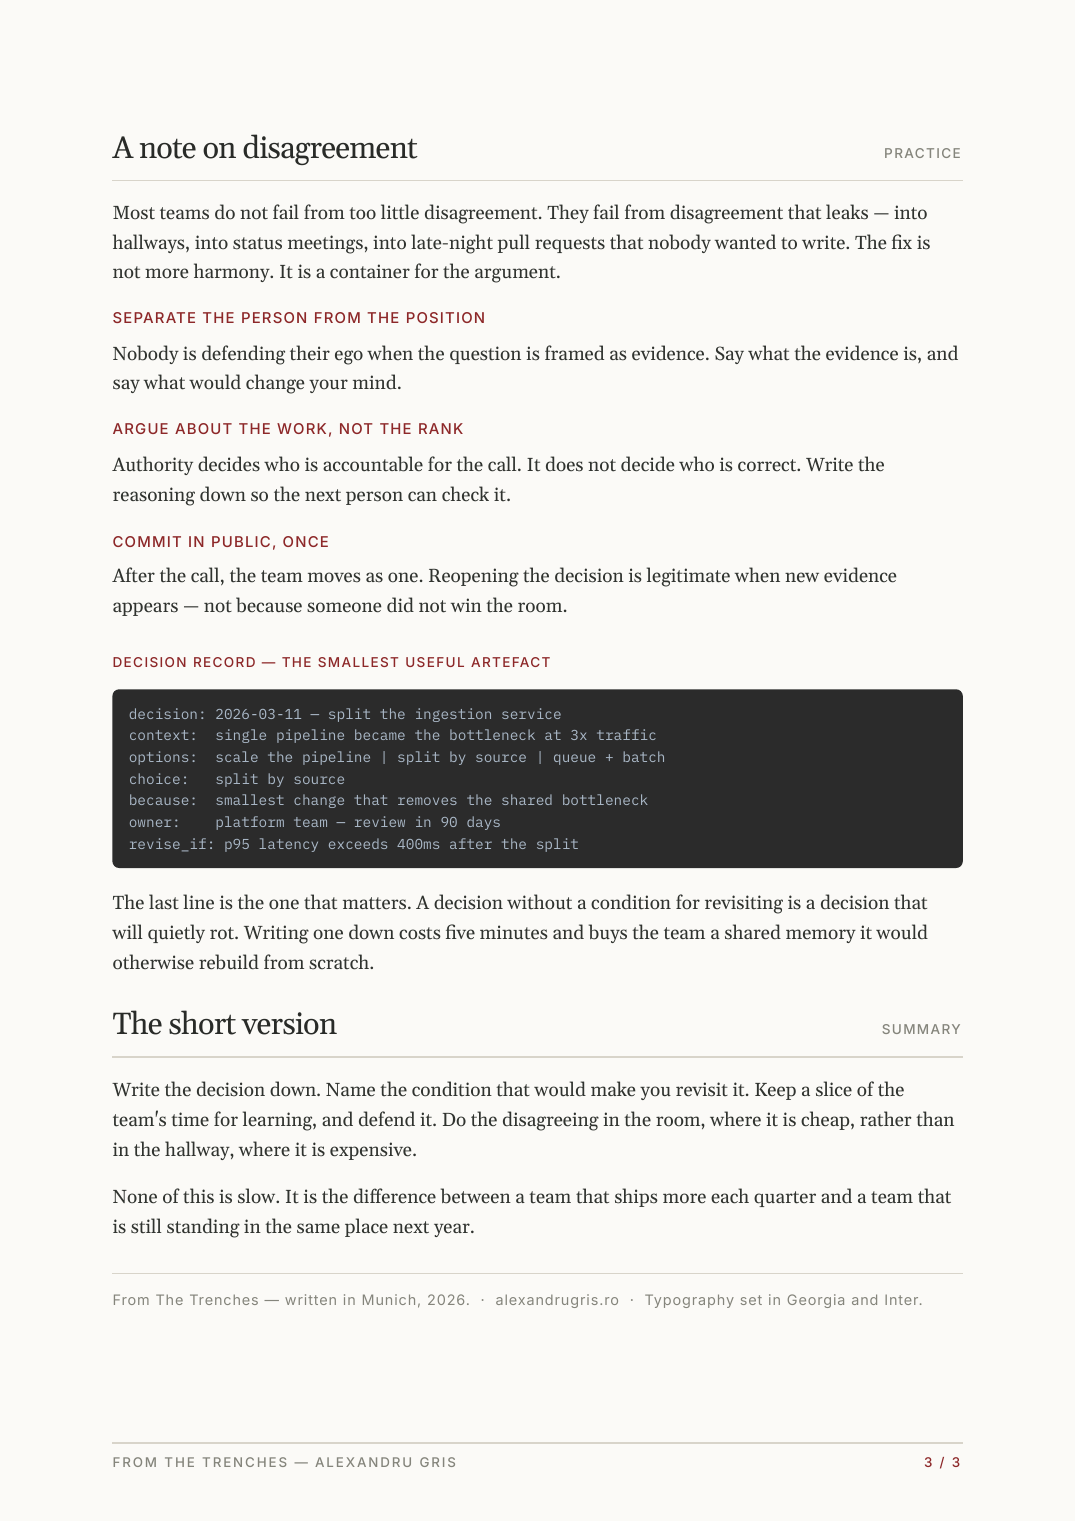 A note on disagreement
PRACTICE
Most teams do not fail from too little disagreement. They fail from disagreement that leaks — into
hallways, into status meetings, into late-night pull requests that nobody wanted to write. The fix is
not more harmony. It is a container for the argument.
SEPARATE THE PERSON FROM THE POSITION
Nobody is defending their ego when the question is framed as evidence. Say what the evidence is, and
say what would change your mind.
ARGUE ABOUT THE WORK, NOT THE RANK
Authority decides who is accountable for the call. It does not decide who is correct. Write the
reasoning down so the next person can check it.
COMMIT IN PUBLIC, ONCE
After the call, the team moves as one. Reopening the decision is legitimate when new evidence
appears — not because someone did not win the room.
DECISION RECORD — THE SMALLEST USEFUL ARTEFACT
decision: 2026-03-11 — split the ingestion service
context:  single pipeline became the bottleneck at 3x traffic
options:  scale the pipeline | split by source | queue + batch
choice:   split by source
because:  smallest change that removes the shared bottleneck
owner:    platform team — review in 90 days
revise_if: p95 latency exceeds 400ms after the split
The last line is the one that matters. A decision without a condition for revisiting is a decision that
will quietly rot. Writing one down costs five minutes and buys the team a shared memory it would
otherwise rebuild from scratch.
The short version
SUMMARY
Write the decision down. Name the condition that would make you revisit it. Keep a slice of the
team's time for learning, and defend it. Do the disagreeing in the room, where it is cheap, rather than
in the hallway, where it is expensive.
None of this is slow. It is the difference between a team that ships more each quarter and a team that
is still standing in the same place next year.
From The Trenches — written in Munich, 2026. · alexandrugris.ro · Typography set in Georgia and Inter.
FROM THE TRENCHES — ALEXANDRU GRIS
3 / 3